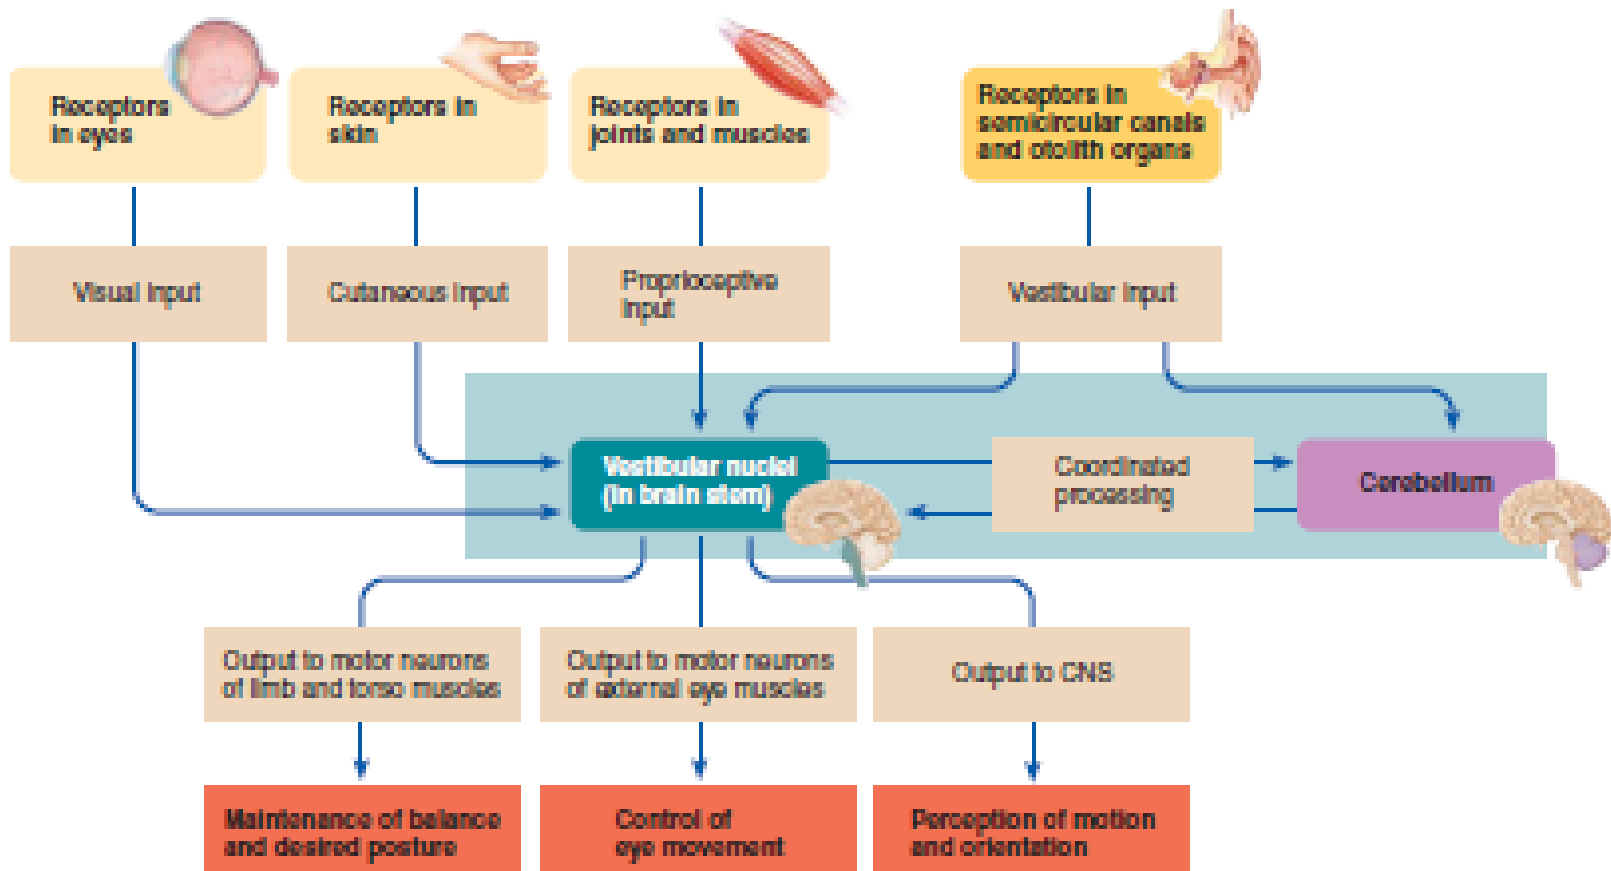 Receptors
in eyes
Receptors in
skin
Receptors in
joints and muscles
Receptors in
semicircular canals
and otolith organs
Visual input
Cutaneous input
Proprioceptive
input
Vestibular input
Vestibular nuclei
(in brain stem)
Coordinated
processing
Cerebellum
Output to motor neurons
of limb and torso muscles
Output to motor neurons
of external eye muscles
Output to CNS
Maintenance of balance
and desired posture
Control of
eye movement
Perception of motion
and orientation